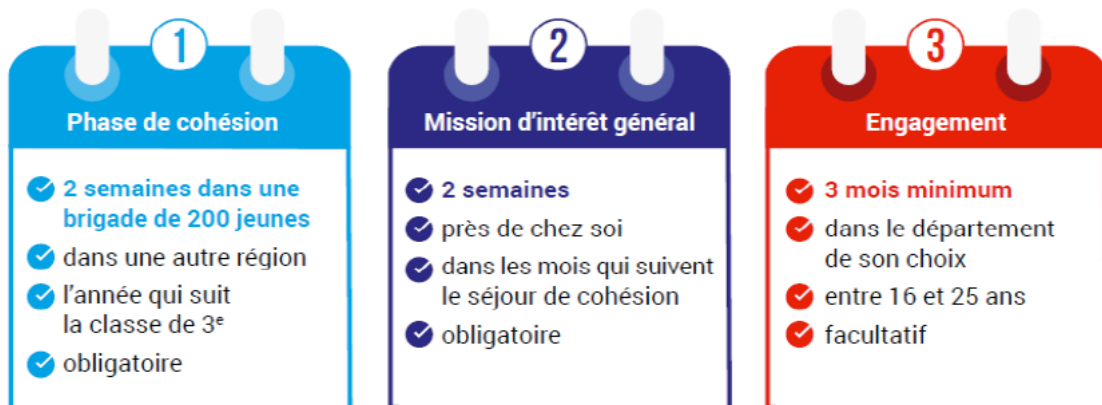 1
Phase de cohésion
2 semaines dans une
brigade de 200 jeunes
dans une autre région
l'année qui suit
la classe de 3e
obligatoire
2
Mission d'intérêt général
2 semaines
près de chez soi
dans les mois qui suivent
le séjour de cohésion
obligatoire
3
Engagement
3 mois minimum
dans le département
de son choix
entre 16 et 25 ans
facultatif